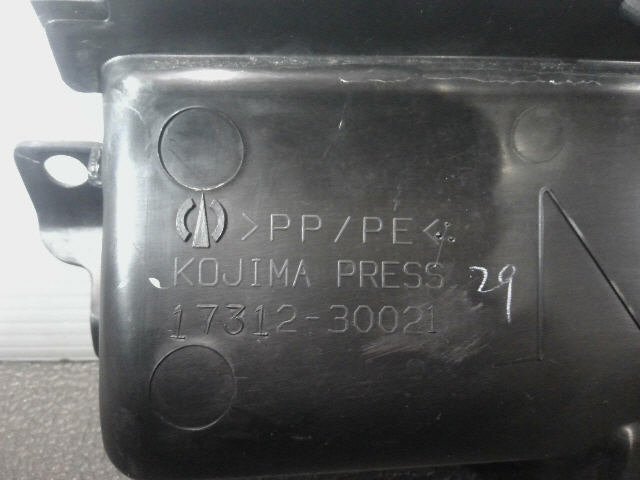 >PP/PE<
KOJIMA PRESS 29
17312-30021